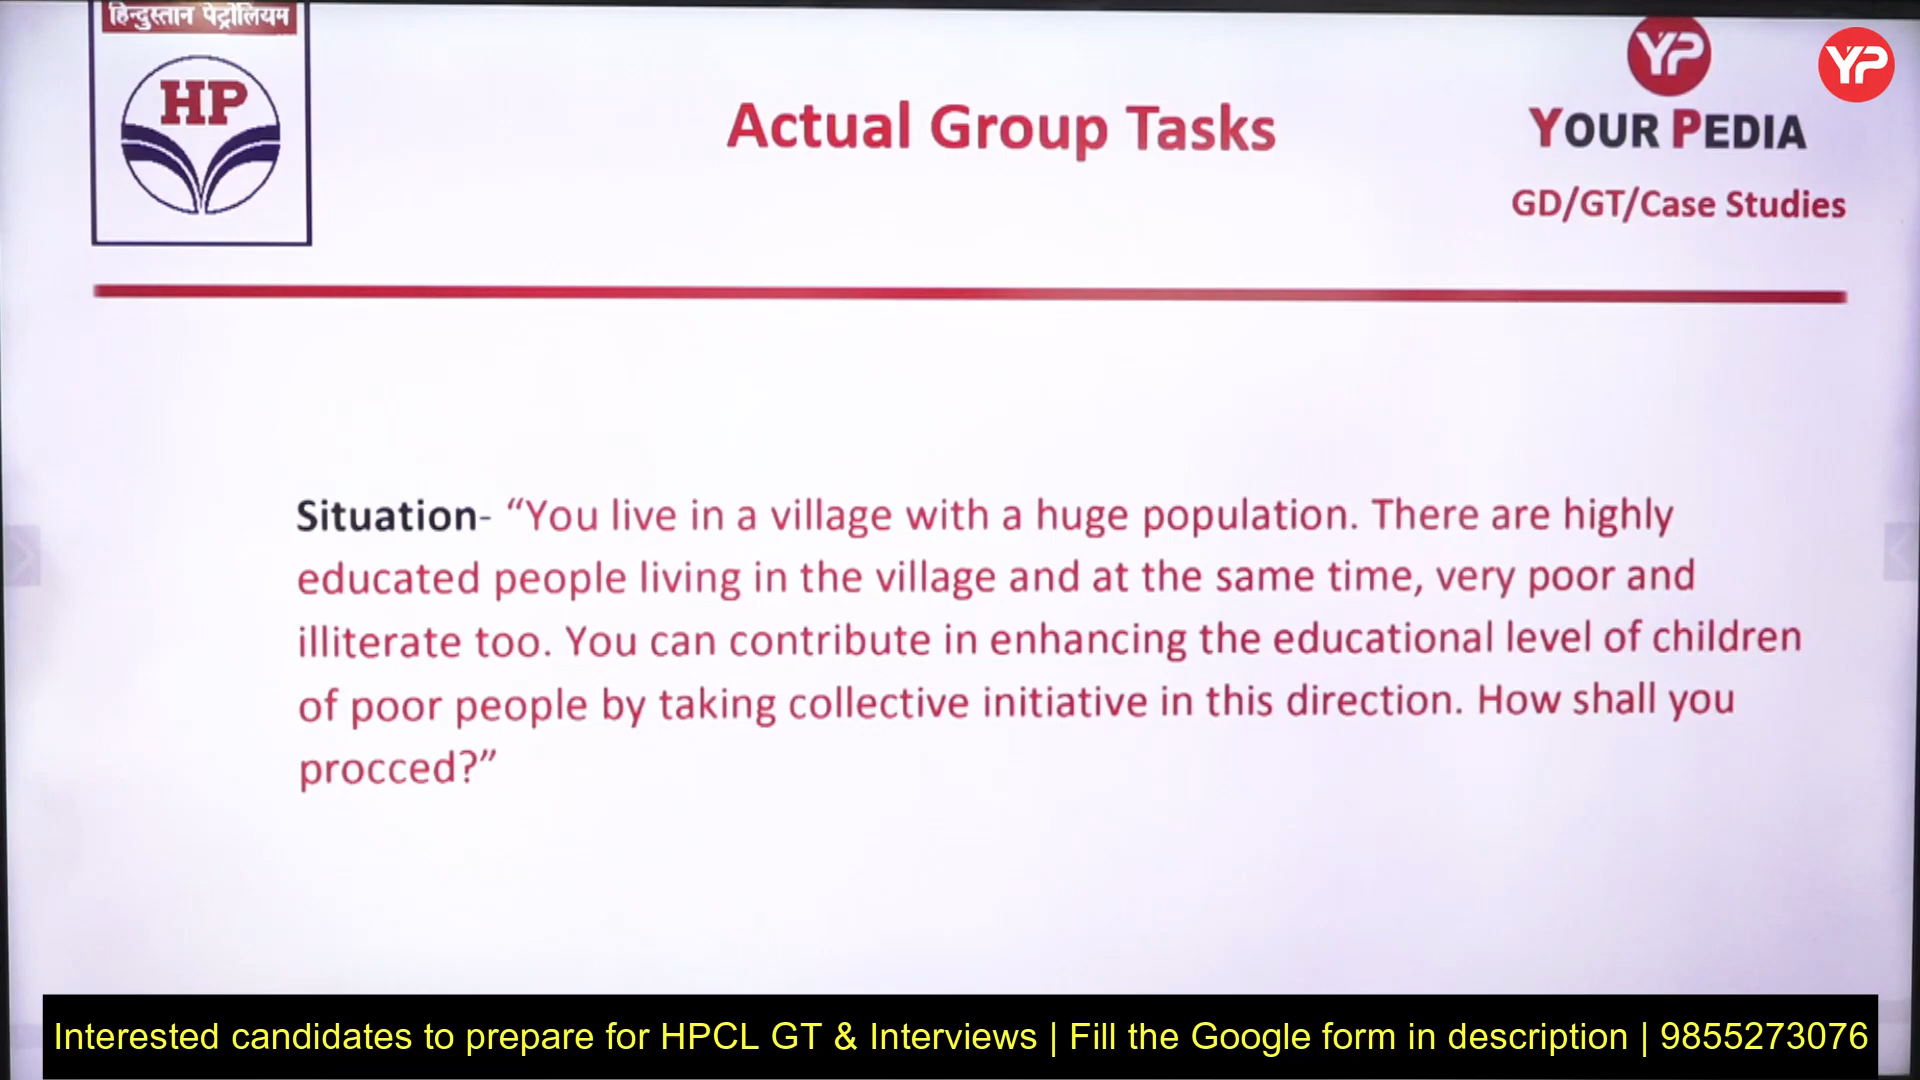 हिन्दुस्तान पेट्रोलियम
HP
Actual Group Tasks
YP
YOUR PEDIA
GD/GT/Case Studies
YP
Situation- “You live in a village with a huge population. There are highly
educated people living in the village and at the same time, very poor and
illiterate too. You can contribute in enhancing the educational level of children
of poor people by taking collective initiative in this direction. How shall you
procced?”
Interested candidates to prepare for HPCL GT & Interviews | Fill the Google form in description | 9855273076